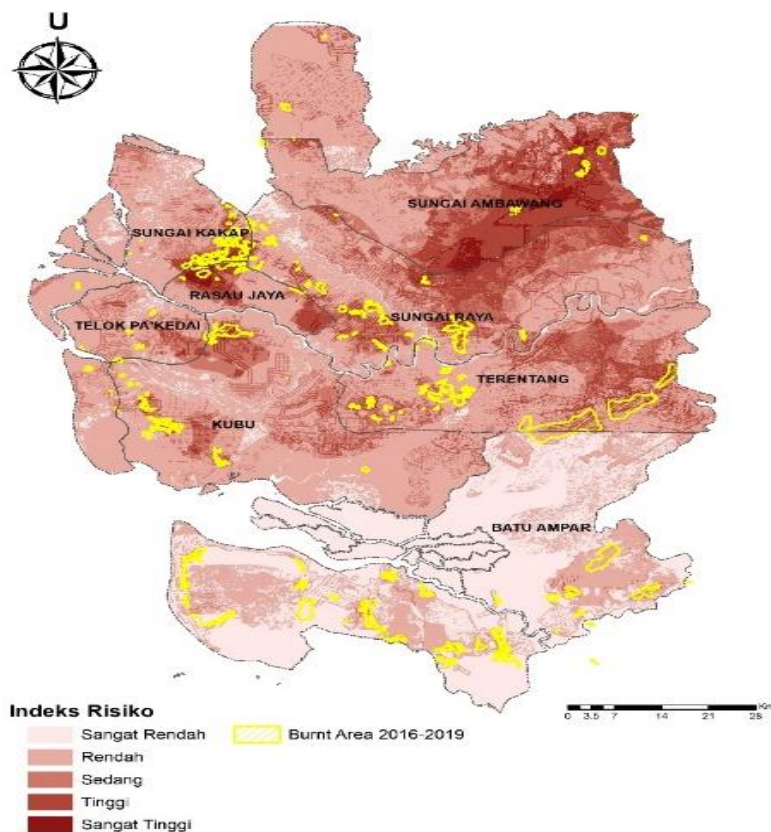 U
SUNGAI AMBAWANG
SUNGAI KAKAP
RASAU JAYA
SUNGAI RAYA
TELOK PA'KEDAI
TERENTANG
KUBU
BATU AMPAR
Indeks Risiko
Sangat Rendah
Burnt Area 2016-2019
Rendah
Sedang
Tinggi
Sangat Tinggi
Km
0 3.5 7 14 21 28